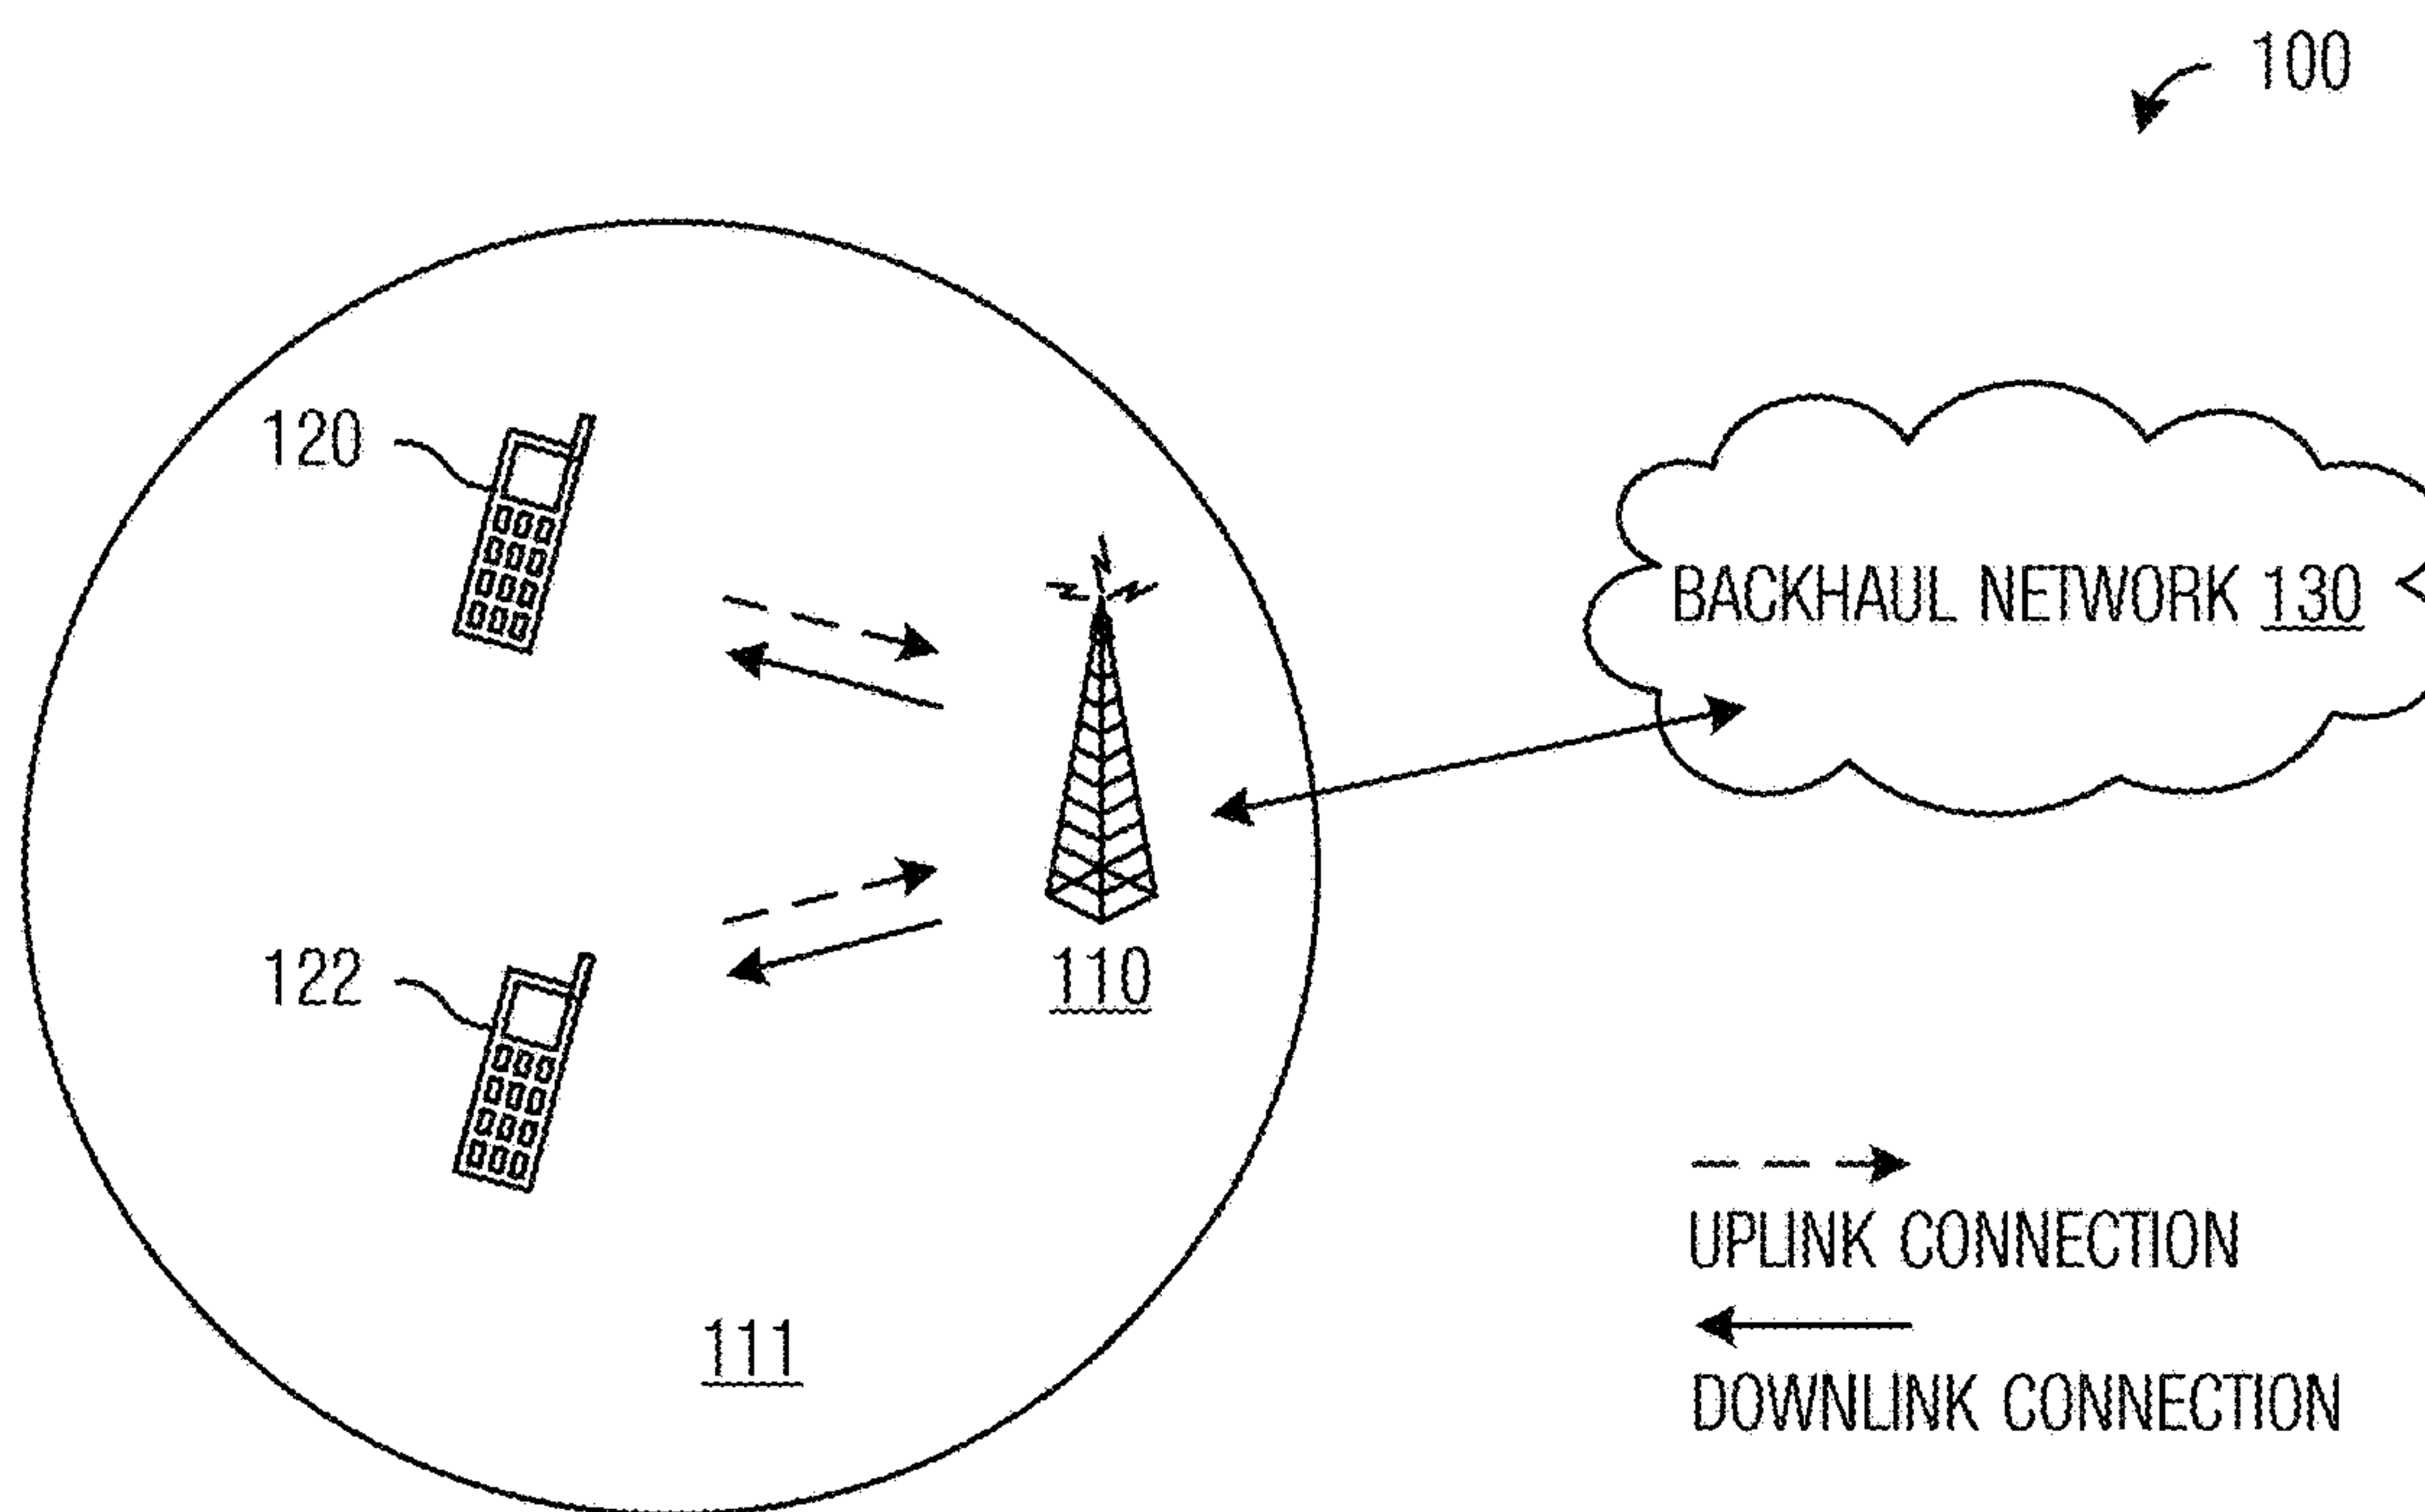 100
120
BACKHAUL NETWORK 130
122
110
UPLINK CONNECTION
111
DOWNLINK CONNECTION